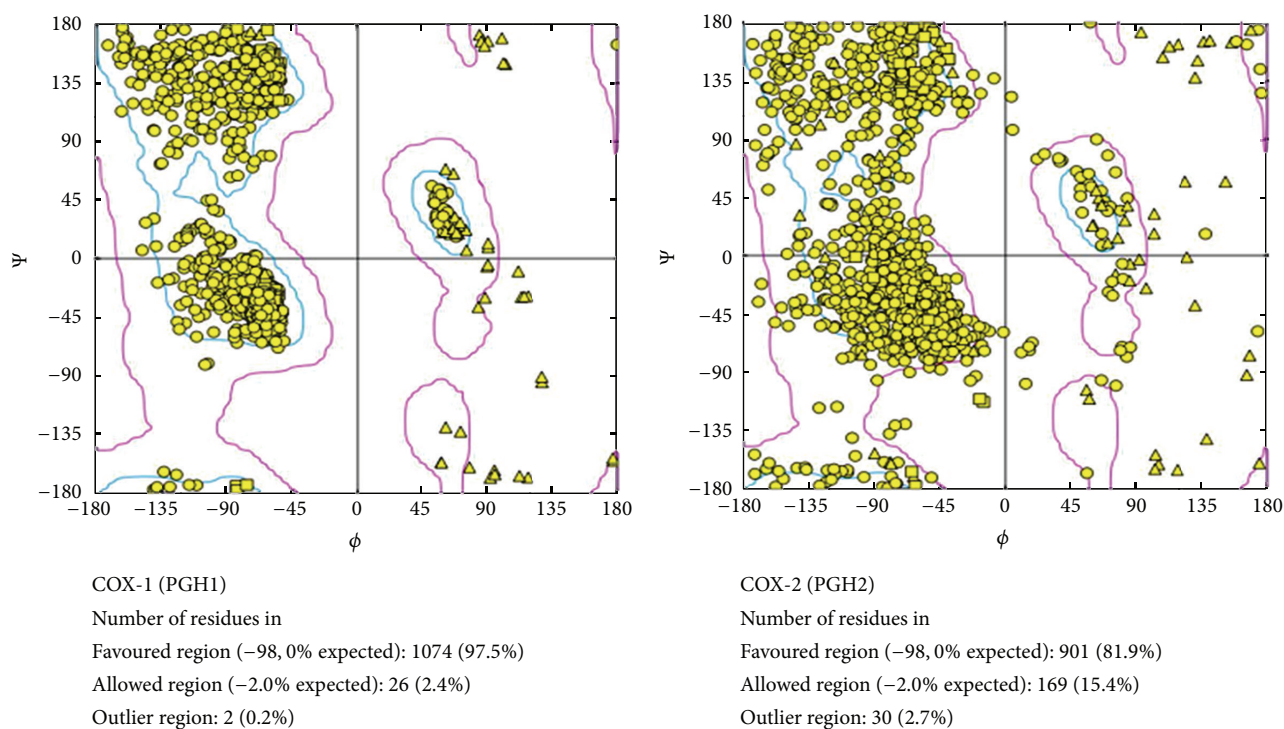 180
135
90
45
0
−45
−90
−135
−180
Ψ
−180 −135 −90 −45 0 45 90 135 180
ϕ
COX-1 (PGH1)
Number of residues in
Favoured region (−98, 0% expected): 1074 (97.5%)
Allowed region (−2.0% expected): 26 (2.4%)
Outlier region: 2 (0.2%)
180
135
90
45
0
−45
−90
−135
−180
Ψ
−180 −135 −90 −45 0 45 90 135 180
ϕ
COX-2 (PGH2)
Number of residues in
Favoured region (−98, 0% expected): 901 (81.9%)
Allowed region (−2.0% expected): 169 (15.4%)
Outlier region: 30 (2.7%)